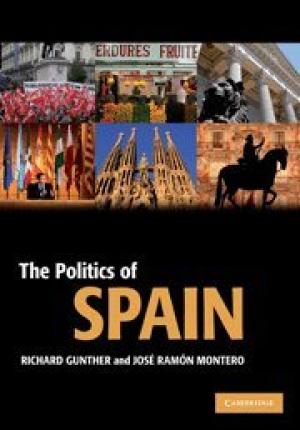 ERDURES FRUITE
The Politics of
SPAIN
RICHARD GUNTHER and JOSÉ RAMÓN MONTERO
CAMBRIDGE